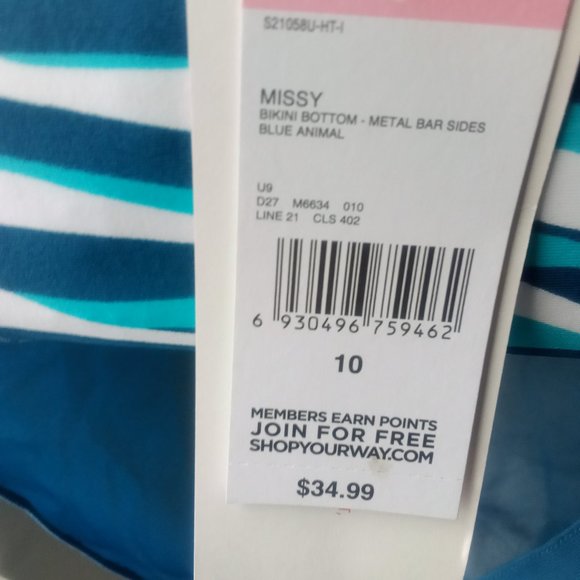 S21058U-HT-I
MISSY
BIKINI BOTTOM - METAL BAR SIDES
BLUE ANIMAL
U9
D27 M6634 010
LINE 21 CLS 402
6 930496 759462
10
MEMBERS EARN POINTS
JOIN FOR FREE
SHOPYOURWAY.COM
$34.99